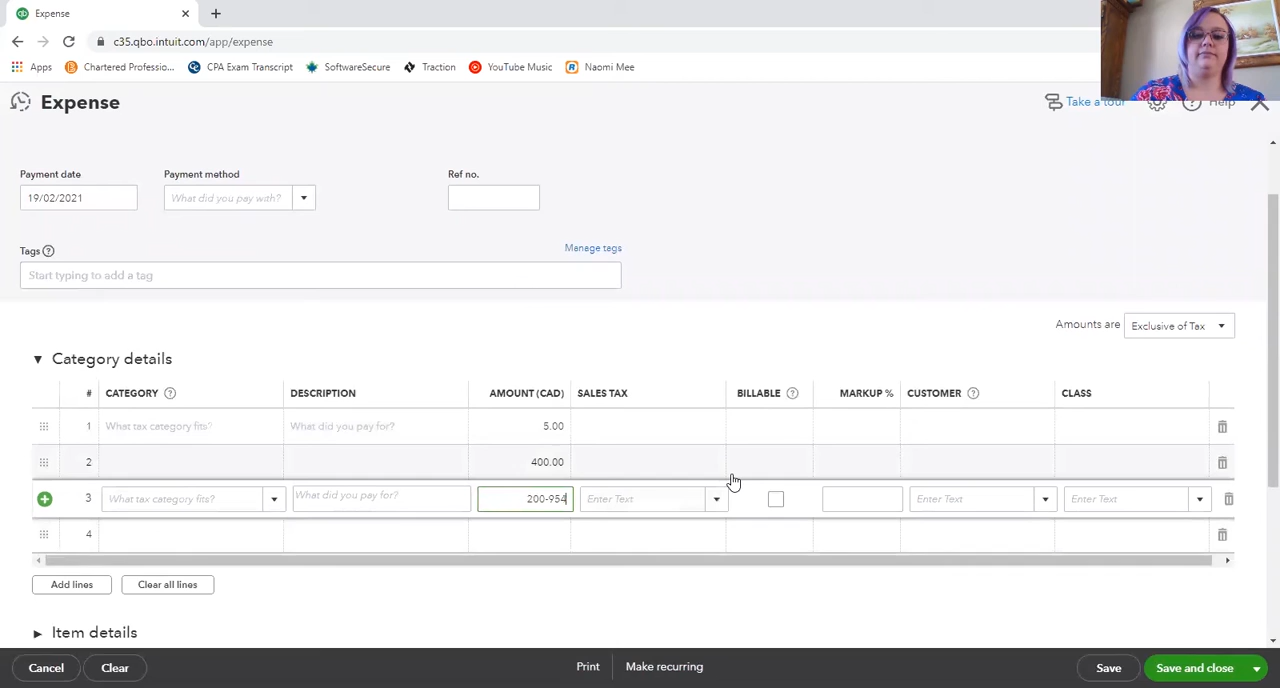 Expense
c35.qbo.intuit.com/app/expense
Apps
Chartered Professio...
CPA Exam Transcript
SoftwareSecure
Traction
YouTube Music
Naomi Mee
Expense
Take a tour
Help
Payment date
Payment method
Ref no.
19/02/2021
What did you pay with?
Tags
Manage tags
Start typing to add a tag
Amounts are
Exclusive of Tax
Category details
# CATEGORY DESCRIPTION AMOUNT (CAD) SALES TAX BILLABLE MARKUP % CUSTOMER CLASS
1 What tax category fits? What did you pay for? 5.00
2 400.00
3 What tax category fits? What did you pay for? 200-954 Enter Text Enter Text Enter Text
4
Add lines
Clear all lines
Item details
Cancel
Clear
Print
Make recurring
Save
Save and close